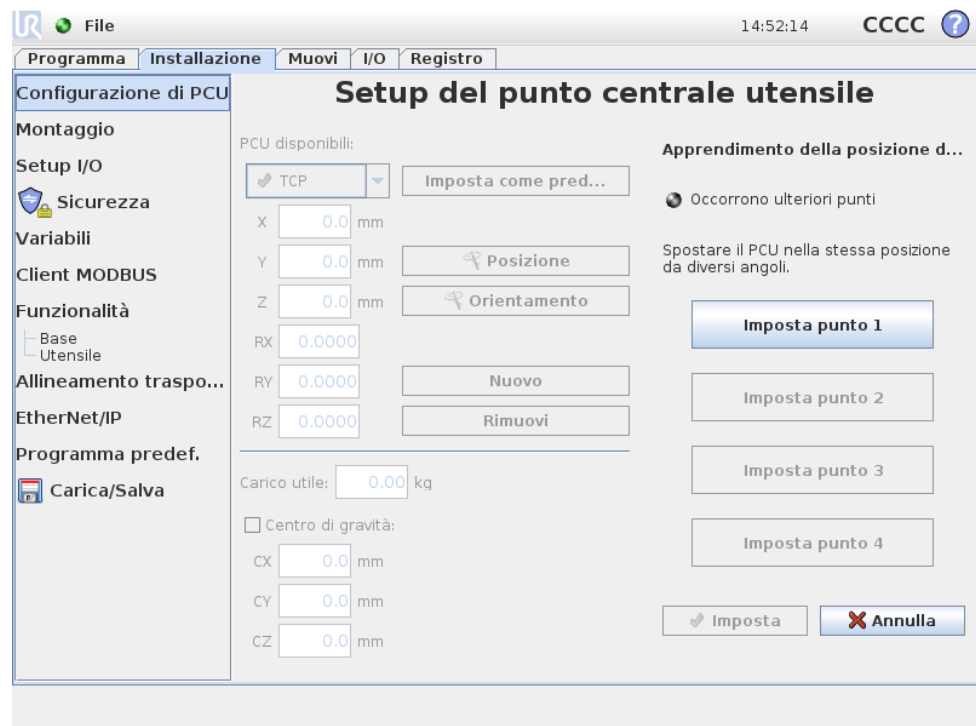 UR File 14:52:14 CCCC ?
Programma Installazione Muovi I/O Registro
Configurazione di PCU
Montaggio
Setup I/O
Sicurezza
Variabili
Client MODBUS
Funzionalità
Base
Utensile
Allineamento traspo...
EtherNet/IP
Programma predef.
Carica/Salva
Setup del punto centrale utensile
PCU disponibili:
TCP Imposta come pred...
X 0.0 mm
Y 0.0 mm Posizione
Z 0.0 mm Orientamento
RX 0.0000
RY 0.0000 Nuovo
RZ 0.0000 Rimuovi
Carico utile: 0.00 kg
Centro di gravità:
CX 0.0 mm
CY 0.0 mm
CZ 0.0 mm
Apprendimento della posizione d...
Occorrono ulteriori punti
Spostare il PCU nella stessa posizione
da diversi angoli.
Imposta punto 1
Imposta punto 2
Imposta punto 3
Imposta punto 4
Imposta Annulla